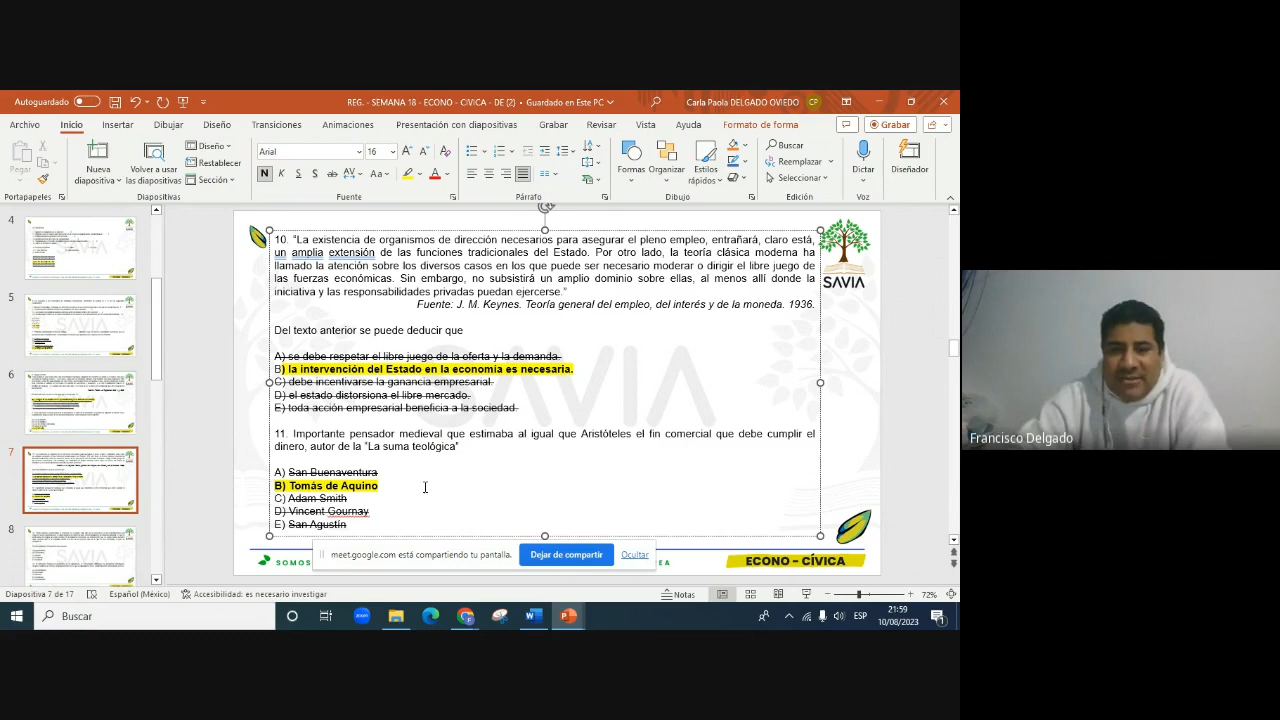 Autoguardado
REG. - SEMANA 18 - ECONO - CÍVICA - DE (2) - Guardado en Este PC
Carla Paola DELGADO OVIEDO
CP
Archivo Inicio Insertar Dibujar Diseño Transiciones Animaciones Presentación con diapositivas Grabar Revisar Vista Ayuda Formato de forma
Grabar
Pegar
Nueva diapositiva
Volver a usar las diapositivas
Diseño
Restablecer
Sección
Arial
16
N K S S ab AV Aa
Formas
Organizar
Estilos rápidos
Buscar
Reemplazar
Seleccionar
Dictar
Diseñador
Portapapeles Diapositivas Fuente Párrafo Dibujo Edición Voz Diseñador
4
5
6
7
8
10. "La existencia de organismos de dirección, necesarios para asegurar el pleno empleo, entrañará, claro está,
un amplia extensión de las funciones tradicionales del Estado. Por otro lado, la teoría clásica moderna ha
llamado la atención sobre los diversos casos en los que puede ser necesario moderar o dirigir el libre juego de
las fuerzas económicas. Sin embargo, no subsistirá un amplio dominio sobre ellas, al menos allí donde la
iniciativa y las responsabilidades privadas puedan ejercerse."
Fuente: J. M. Keynes. Teoría general del empleo, del interés y de la moneda. 1936.
Del texto anterior se puede deducir que
A) se debe respetar el libre juego de la oferta y la demanda.
B) la intervención del Estado en la economía es necesaria.
C) debe incentivarse la ganancia empresarial.
D) el estado distorsiona el libre mercado.
E) toda acción empresarial beneficia a la sociedad.
11. Importante pensador medieval que estimaba al igual que Aristóteles el fin comercial que debe cumplir el
dinero, autor de la "La suma teológica"
A) San Buenaventura
B) Tomás de Aquino
C) Adam Smith
D) Vincent Gournay
E) San Agustín
SAVIA
SOMOS
ECONO - CÍVICA
meet.google.com está compartiendo tu pantalla.
Dejar de compartir
Ocultar
Francisco Delgado
Diapositiva 7 de 17
Español (México)
Accesibilidad: es necesario investigar
Notas
72%
Buscar
ESP
21:59
10/08/2023